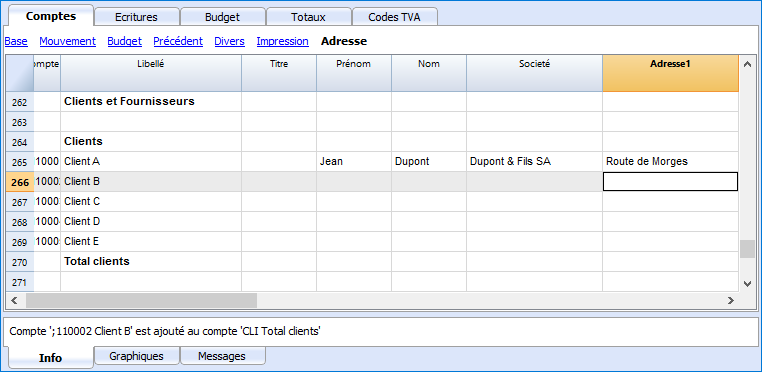 Comptes Ecritures Budget Totaux Codes TVA
Base Mouvement Budget Précédent Divers Impression Adresse
ompte Libellé Titre Prénom Nom Societé Adresse1
262 Clients et Fournisseurs
263
264 Clients
265 1000 Client A Jean Dupont Dupont & Fils SA Route de Morges
266 1000 Client B
267 1000 Client C
268 1000 Client D
269 1000 Client E
270 Total clients
271
Compte ';110002 Client B' est ajouté au compte 'CLI Total clients'
Info Graphiques Messages